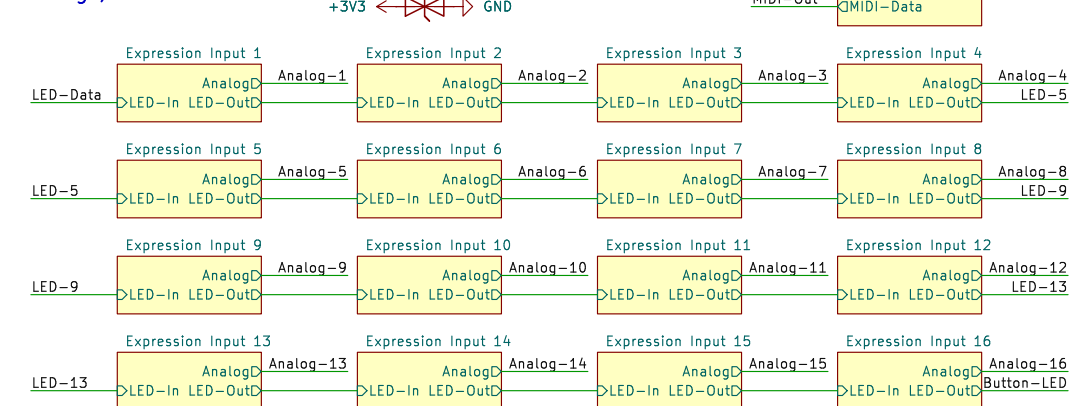 +3V3 GND MIDI-Out MIDI-Data
Expression Input 1 Expression Input 2 Expression Input 3 Expression Input 4
Analog Analog-1 Analog Analog-2 Analog Analog-3 Analog Analog-4
LED-Data LED-In LED-Out LED-In LED-Out LED-In LED-Out LED-In LED-Out LED-5
Expression Input 5 Expression Input 6 Expression Input 7 Expression Input 8
Analog Analog-5 Analog Analog-6 Analog Analog-7 Analog Analog-8
LED-5 LED-In LED-Out LED-In LED-Out LED-In LED-Out LED-In LED-Out LED-9
Expression Input 9 Expression Input 10 Expression Input 11 Expression Input 12
Analog Analog-9 Analog Analog-10 Analog Analog-11 Analog Analog-12
LED-9 LED-In LED-Out LED-In LED-Out LED-In LED-Out LED-In LED-Out LED-13
Expression Input 13 Expression Input 14 Expression Input 15 Expression Input 16
Analog Analog-13 Analog Analog-14 Analog Analog-15 Analog Analog-16
LED-13 LED-In LED-Out LED-In LED-Out LED-In LED-Out LED-In LED-Out Button-LED